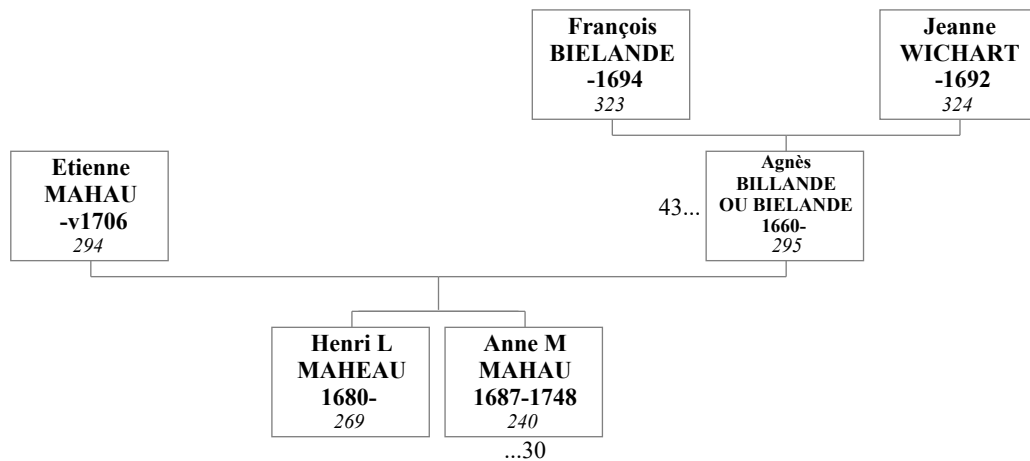 François
BIELANDE
-1694
323
Jeanne
WICHART
-1692
324
Etienne
MAHAU
-v1706
294
43...
Agnès
BILLANDE
OU BIELANDE
1660-
295
Henri L
MAHEAU
1680-
269
Anne M
MAHAU
1687-1748
240
...30